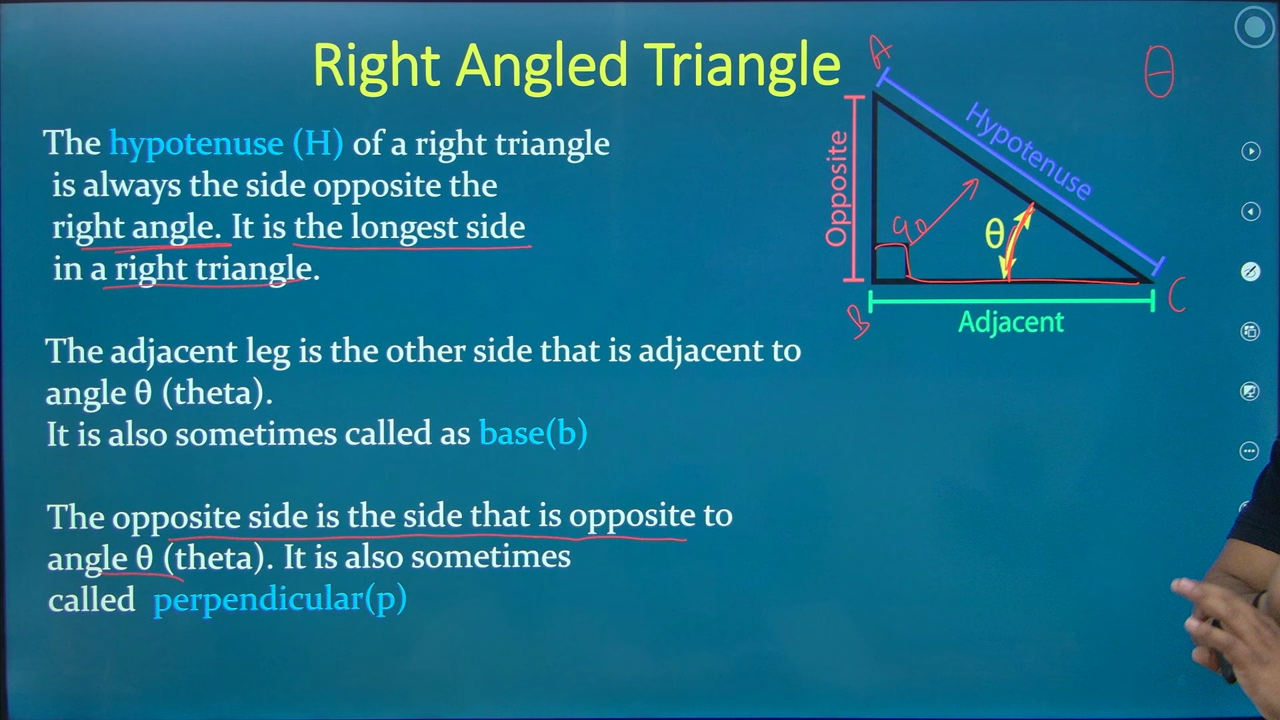 Right Angled Triangle
The hypotenuse (H) of a right triangle
is always the side opposite the
right angle. It is the longest side
in a right triangle.
The adjacent leg is the other side that is adjacent to
angle θ (theta).
It is also sometimes called as base(b)
The opposite side is the side that is opposite to
angle θ (theta). It is also sometimes
called perpendicular(p)
A
θ
Hypotenuse
Opposite
90
θ
B
C
Adjacent